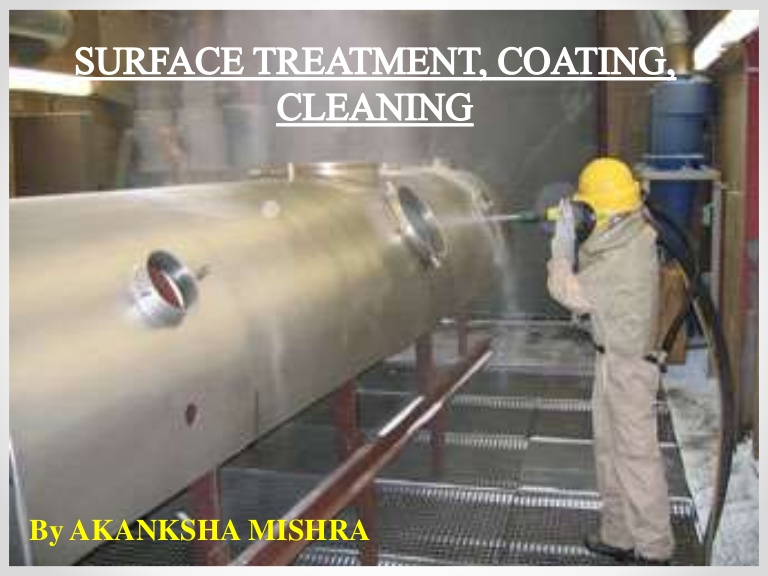 SURFACE TREATMENT, COATING,
CLEANING
By AKANKSHA MISHRA